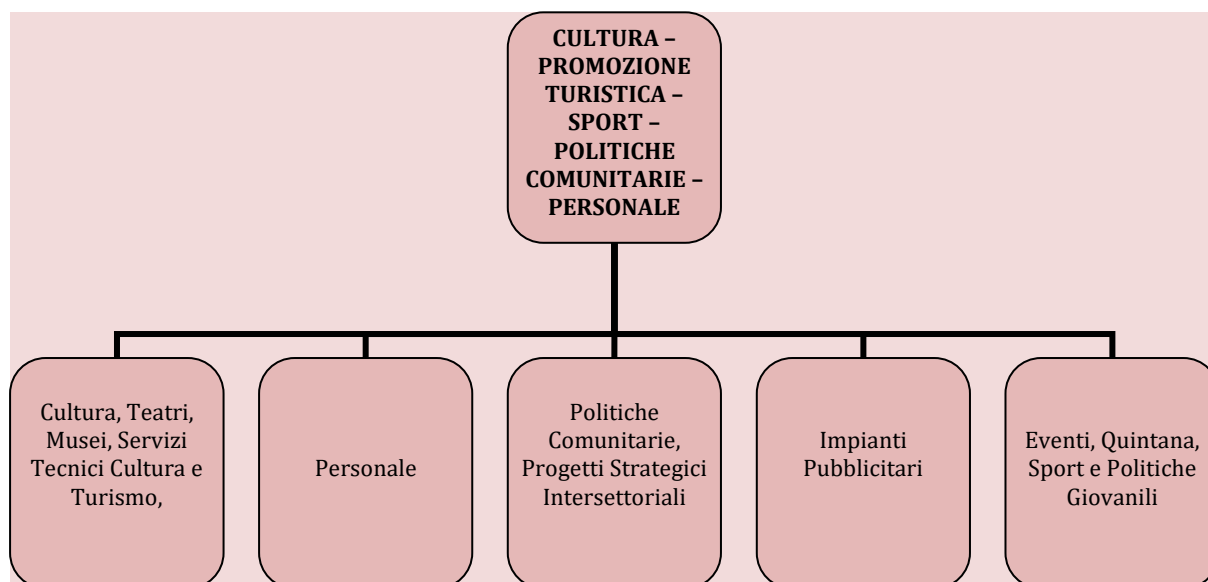 CULTURA –
PROMOZIONE
TURISTICA –
SPORT –
POLITICHE
COMUNITARIE –
PERSONALE
Cultura, Teatri,
Musei, Servizi
Tecnici Cultura e
Turismo,
Personale
Politiche
Comunitarie,
Progetti Strategici
Intersettoriali
Impianti
Pubblicitari
Eventi, Quintana,
Sport e Politiche
Giovanili